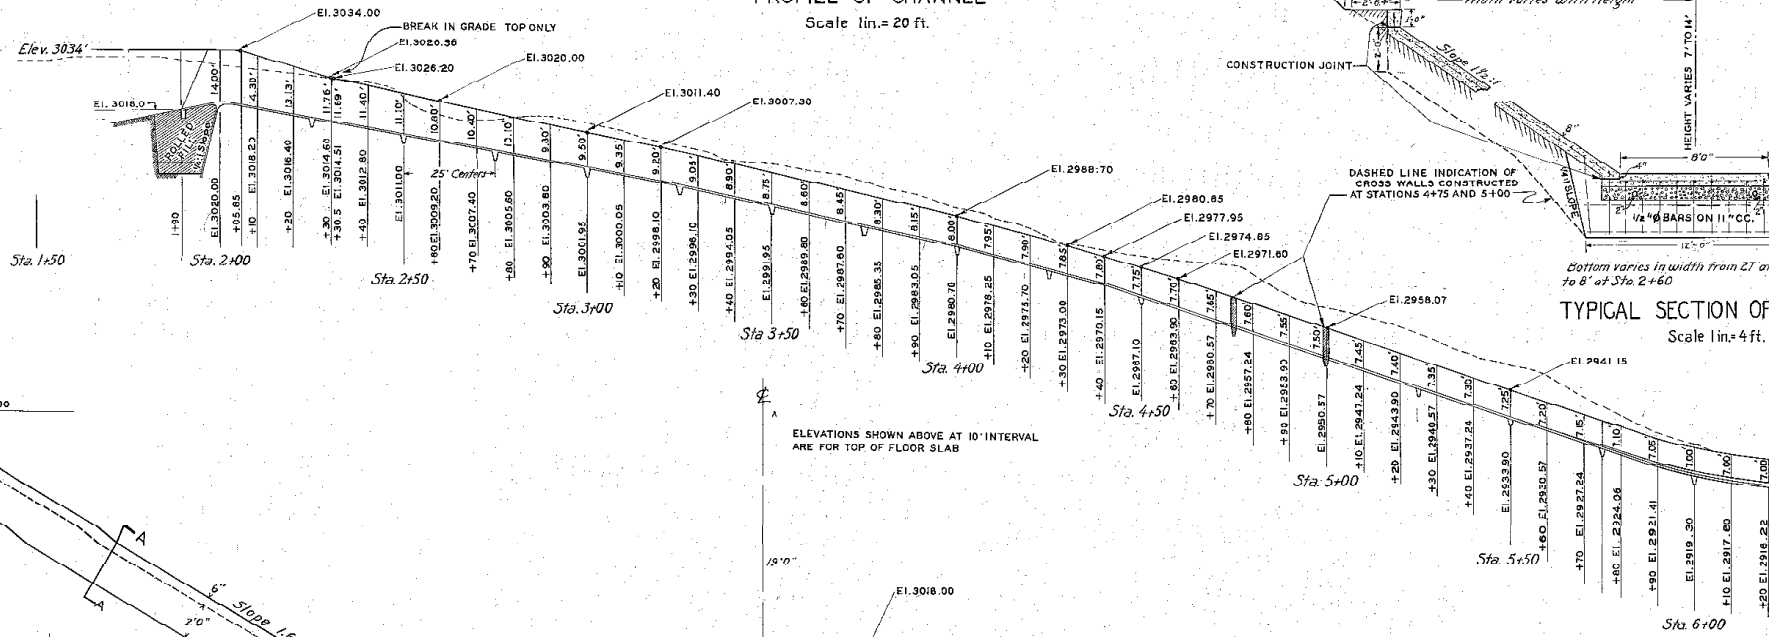 PROFILE OF CHANNEL
Scale 1in.= 20 ft.
El.3034.00
Elev. 3034'
BREAK IN GRADE TOP ONLY
El.3026.36
El.3026.20
El.3020.00
El.3011.40
El.3007.30
El.2988.70
El.2980.85
El.2977.95
El.2974.85
El.2971.60
El.2958.07
El.2941.15
El. 3018.0
ROLLED FILL
1/4:1 SLOPE
14.00'
14.30'
13.13'
11.76'
11.69'
11.40'
11.10'
10.80'
10.40'
10.10'
9.80'
9.50'
9.35'
9.20'
9.05'
8.90'
8.75'
8.60'
8.45'
8.30'
8.15'
8.00'
7.95'
7.90'
7.85'
7.80'
7.75'
7.70'
7.65'
7.60'
7.55'
7.50'
7.45'
7.40'
7.35'
7.30'
7.25'
7.20'
7.15'
7.10'
7.05'
7.00'
7.00'
7.00'
25' Centers
1+90
El.3020.00
+05.65
+10 El.3018.20
+20 El.3016.40
+30 El.3014.60
+30.5 El.3014.51
+40 El.3012.80
El.3011.00
+60 El.3009.20
+70 El.3007.40
+80 El.3005.60
+90 El.3003.80
El.3001.95
+10 El.3000.05
+20 El.2998.10
+30 El.2996.10
+40 El.2994.05
El.2991.95
+60 El.2989.80
+70 El.2987.60
+80 El.2985.35
+90 El.2983.05
El.2980.70
+10 El.2978.25
+20 El.2975.70
+30 El.2973.00
+40 El.2970.15
El.2967.10
+60 El.2963.90
+70 El.2960.57
+80 El.2957.24
+90 El.2953.90
El.2950.57
+10 El.2947.24
+20 El.2943.90
+30 El.2940.57
+40 El.2937.24
El.2933.90
+60 El.2930.57
+70 El.2927.24
+80 El.2924.06
+90 El.2921.41
El.2919.30
+10 El.2917.60
+20 El.2916.22
Sta. 1+50
Sta. 2+00
Sta. 2+50
Sta. 3+00
Sta. 3+50
Sta. 4+00
Sta. 4+50
Sta. 5+00
Sta. 5+50
Sta. 6+00
ELEVATIONS SHOWN ABOVE AT 10' INTERVAL
ARE FOR TOP OF FLOOR SLAB
Width varies with height
1'-0"
2'-0"
CONSTRUCTION JOINT
Slope 1½:1
8"
HEIGHT VARIES 7' TO 14'
8'0"
4"
DASHED LINE INDICATION OF
CROSS WALLS CONSTRUCTED
AT STATIONS 4+75 AND 5+00
1/2"Ø BARS ON 11" CC.
12'-0"
Bottom varies in width from 27' a
to 8' at Sta. 2+60
TYPICAL SECTION OF
Scale 1in.=4ft.
℄
19'0"
El.3018.00
A
A
6"
Slope 1.
2'0"